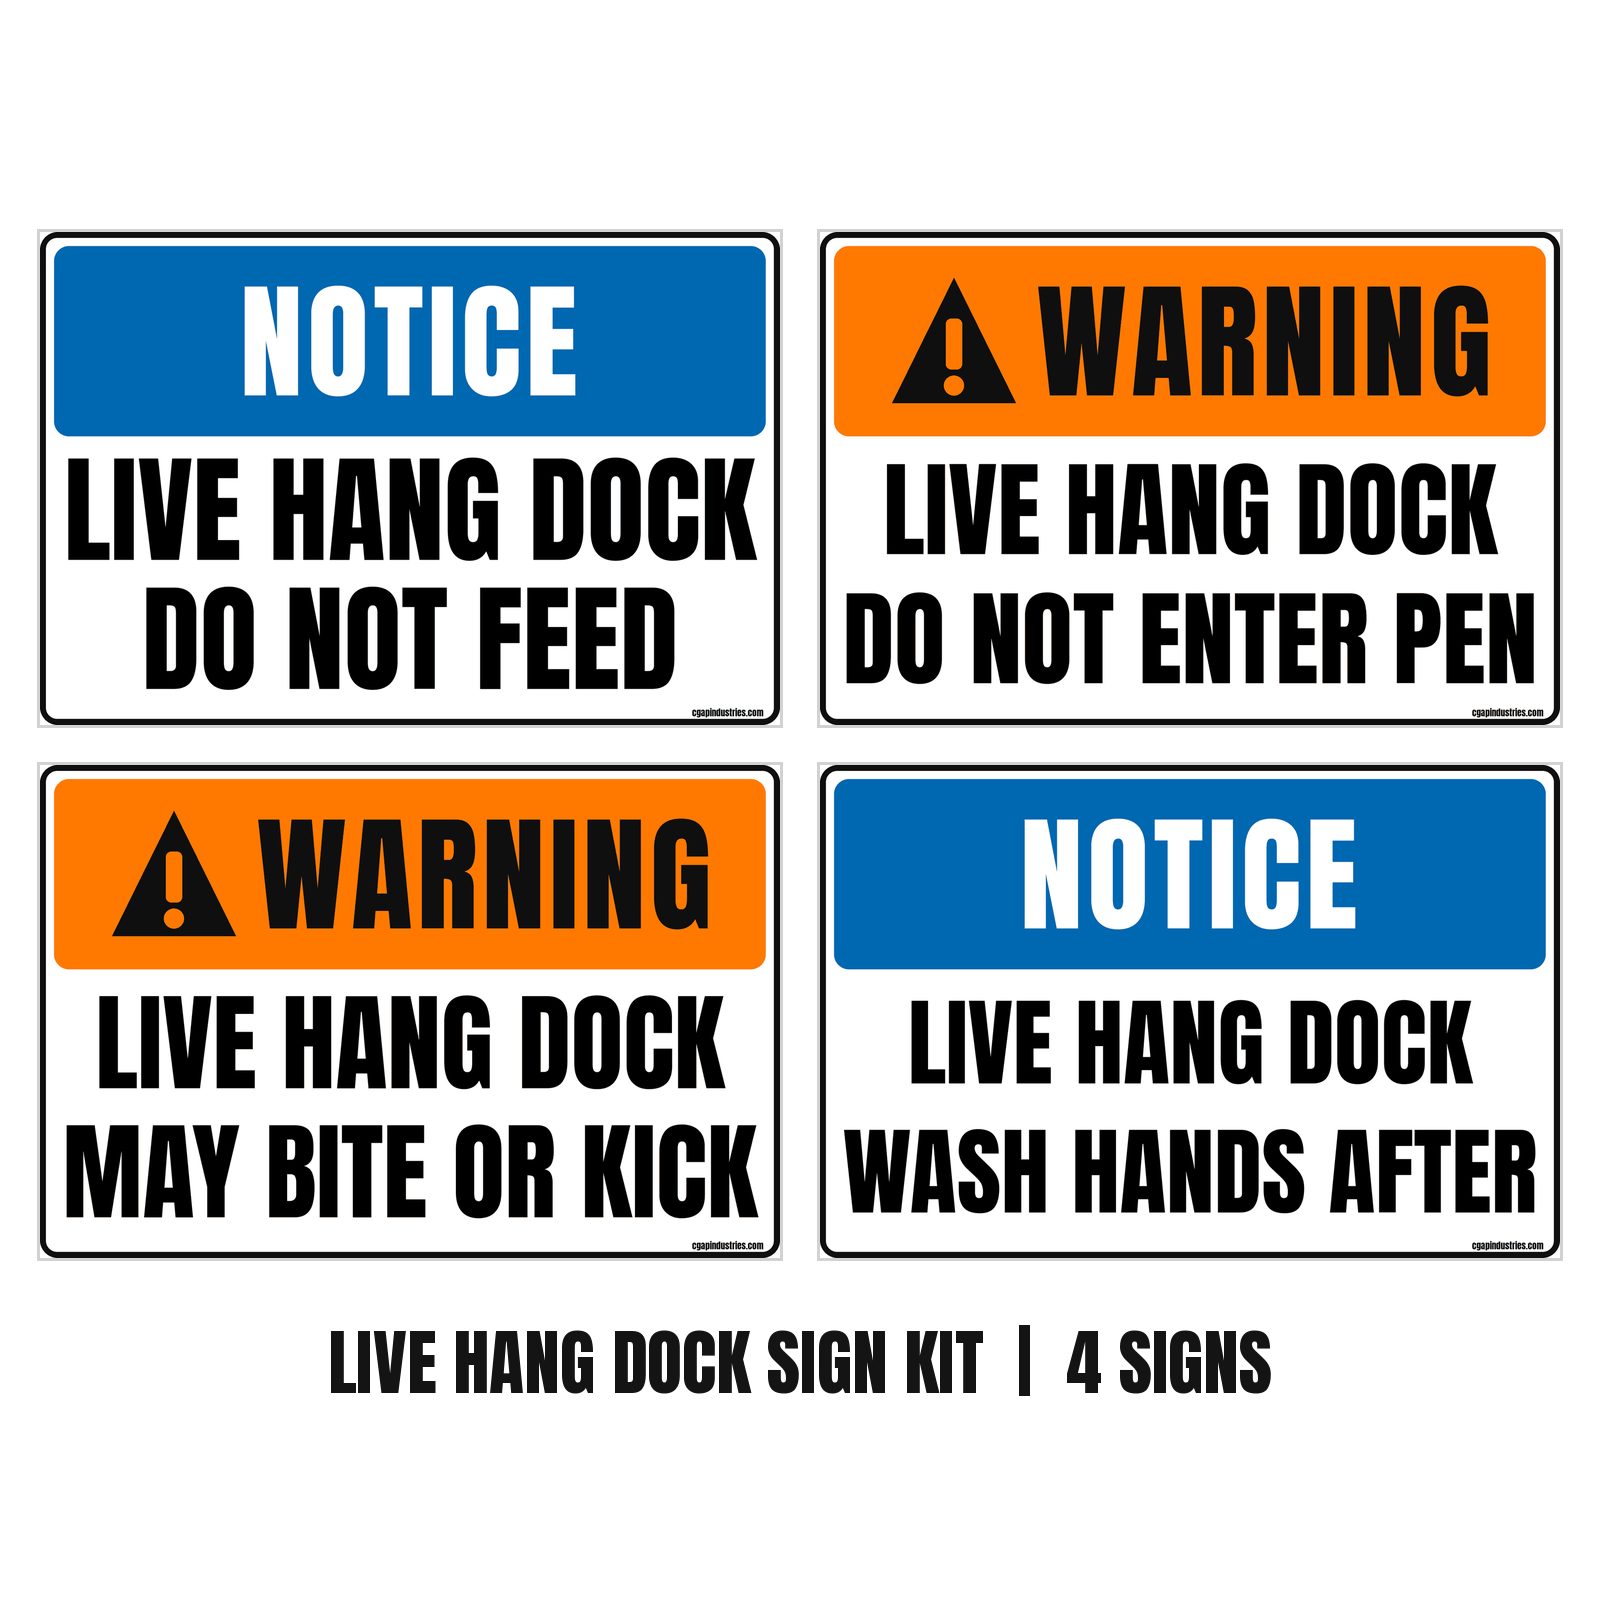 NOTICE
LIVE HANG DOCK
DO NOT FEED
cgapindustries.com
WARNING
LIVE HANG DOCK
DO NOT ENTER PEN
cgapindustries.com
WARNING
LIVE HANG DOCK
MAY BITE OR KICK
cgapindustries.com
NOTICE
LIVE HANG DOCK
WASH HANDS AFTER
cgapindustries.com
LIVE HANG DOCK SIGN KIT | 4 SIGNS